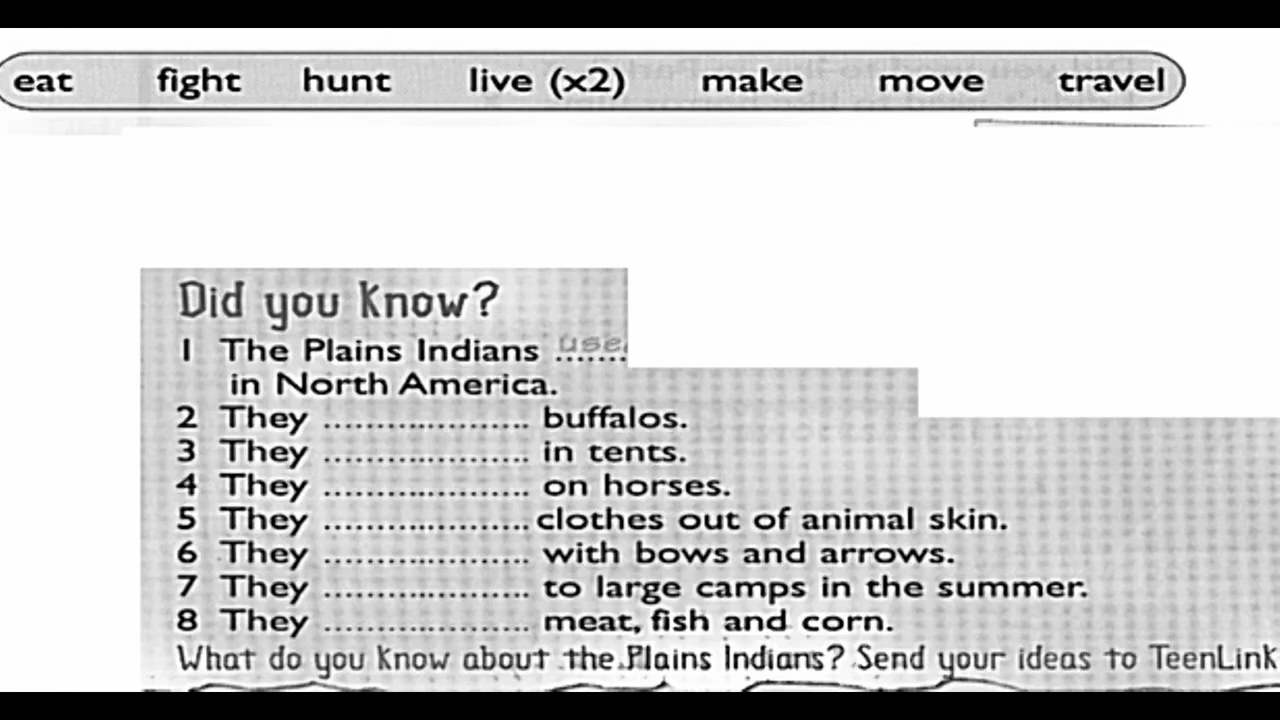 eat fight hunt live (x2) make move travel
Did you know?
1 The Plains Indians ....use
in North America.
2 They .................... buffalos.
3 They .................... in tents.
4 They .................... on horses.
5 They .................... clothes out of animal skin.
6 They .................... with bows and arrows.
7 They .................... to large camps in the summer.
8 They .................... meat, fish and corn.
What do you know about the Plains Indians? Send your ideas to TeenLink